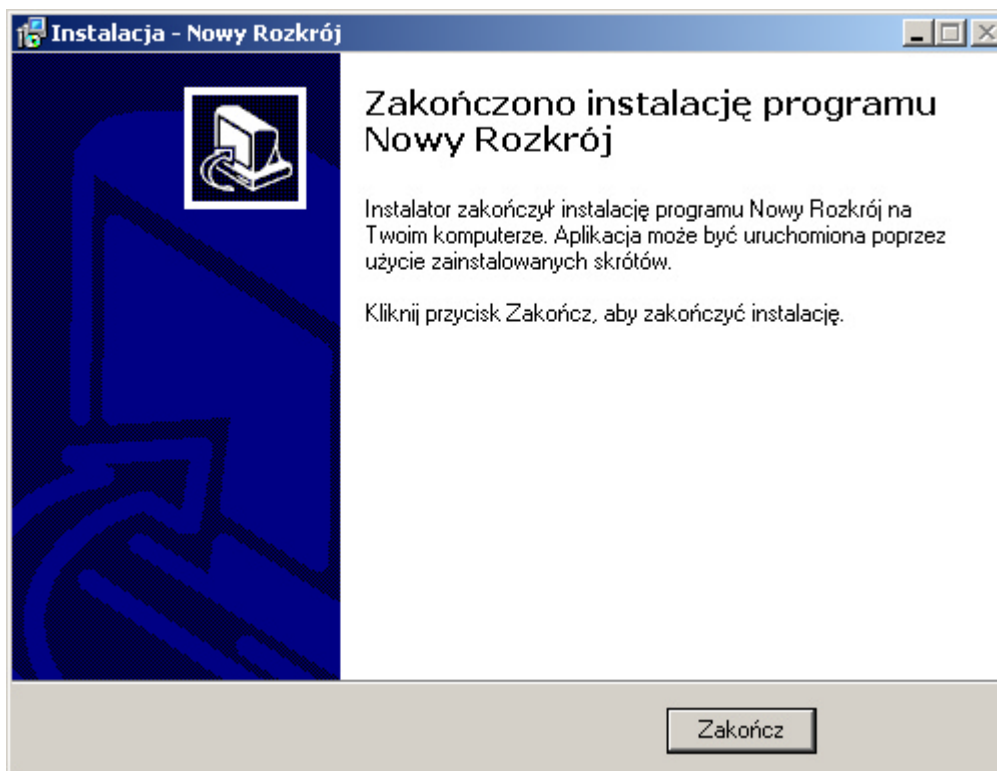 Instalacja - Nowy Rozkrój
Zakończono instalację programu
Nowy Rozkrój
Instalator zakończył instalację programu Nowy Rozkrój na
Twoim komputerze. Aplikacja może być uruchomiona poprzez
użycie zainstalowanych skrótów.
Kliknij przycisk Zakończ, aby zakończyć instalację.
Zakończ